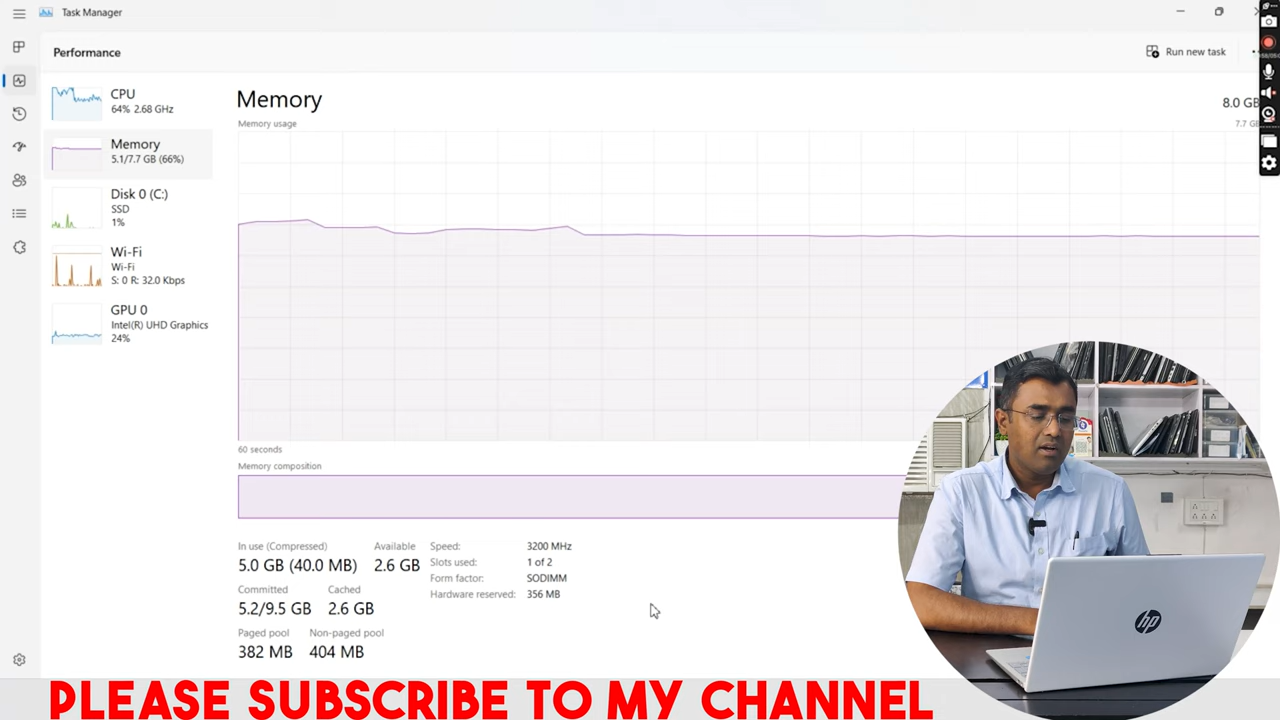 Task Manager
Performance
Run new task
CPU
64% 2.68 GHz
Memory
5.1/7.7 GB (66%)
Disk 0 (C:)
SSD
1%
Wi-Fi
Wi-Fi
S: 0 R: 32.0 Kbps
GPU 0
Intel(R) UHD Graphics
24%
Memory
8.0 GB
Memory usage
7.7 GB
60 seconds
Memory composition
In use (Compressed)
5.0 GB (40.0 MB)
Available
2.6 GB
Committed
5.2/9.5 GB
Cached
2.6 GB
Paged pool
382 MB
Non-paged pool
404 MB
Speed: 3200 MHz
Slots used: 1 of 2
Form factor: SODIMM
Hardware reserved: 356 MB
hp
PLEASE SUBSCRIBE TO MY CHANNEL